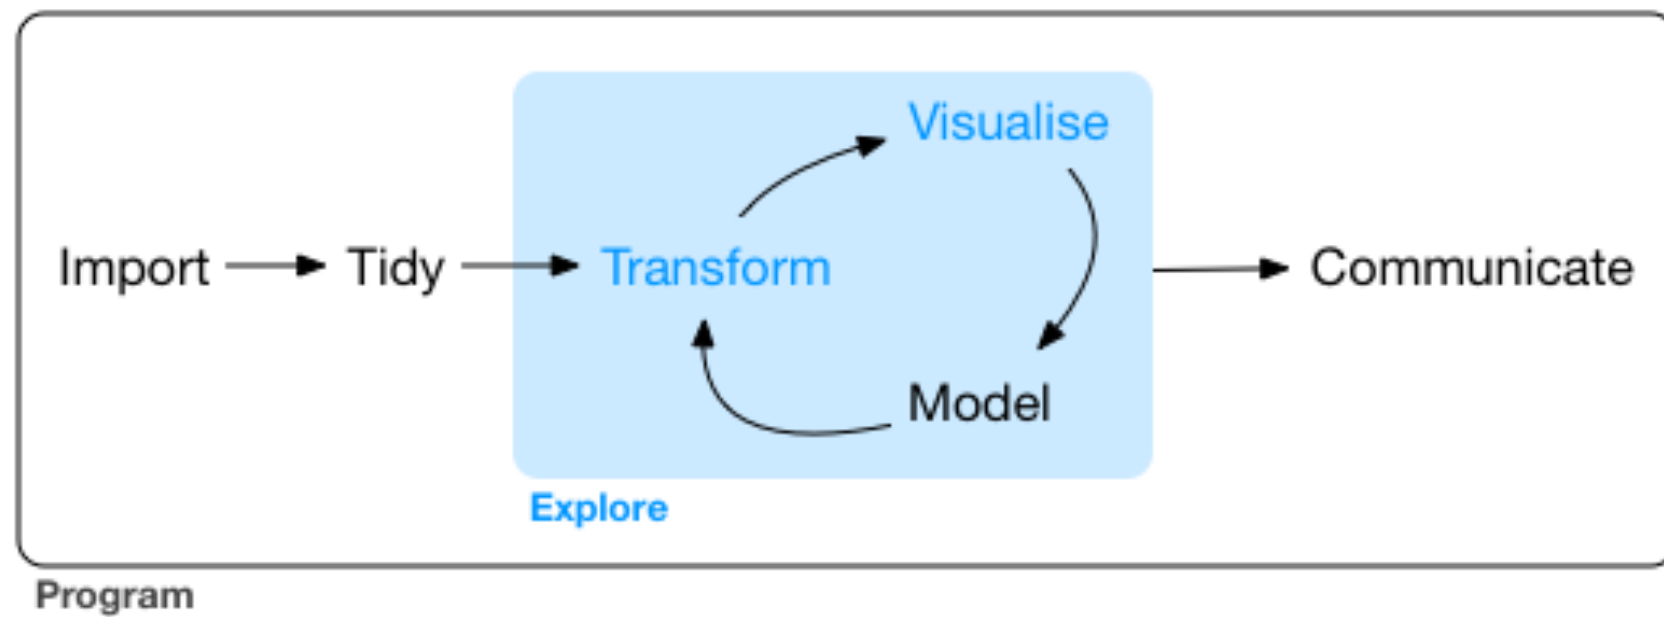 Visualise
Import Tidy Transform Communicate
Model
Explore
Program